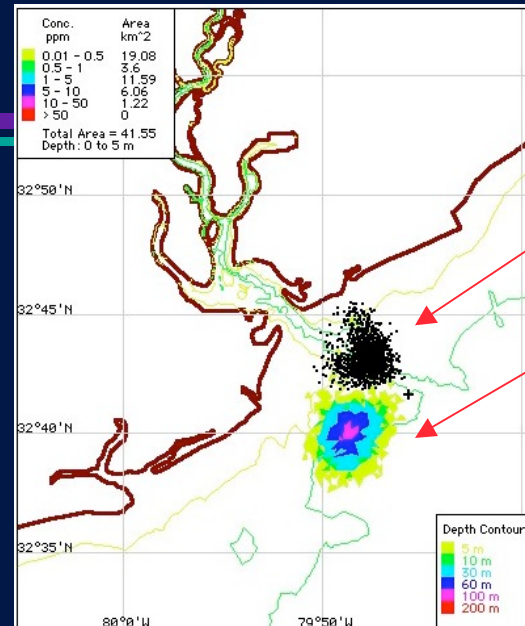 Conc. Area
ppm km^2
0.01 - 0.5 19.08
0.5 - 1 3.6
1 - 5 11.59
5 - 10 6.06
10 - 50 1.22
> 50 0
Total Area = 41.55
Depth: 0 to 5 m
32°50'N
32°45'N
32°40'N
32°35'N
Depth Contour
5 m
10 m
30 m
60 m
100 m
200 m
80°0'W 79°50'W